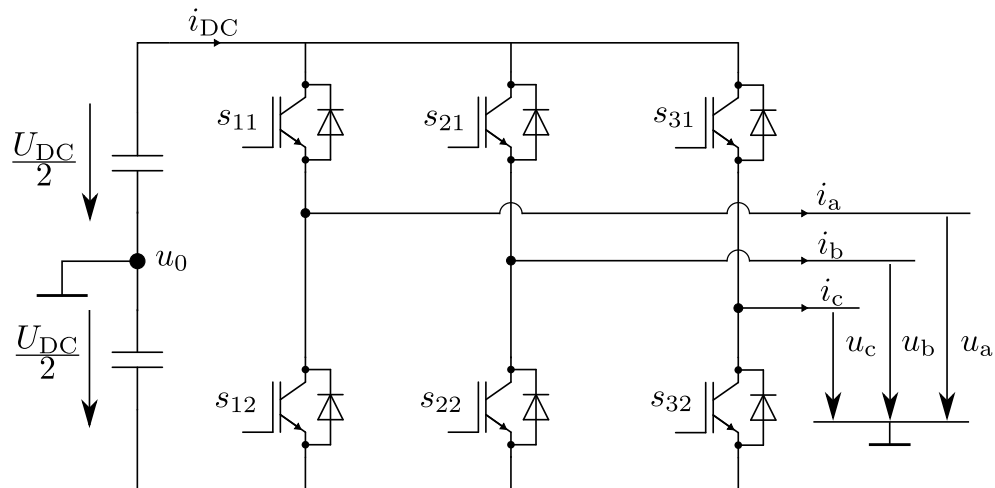 i_DC
s_11
s_21
s_31
U_DC/2
i_a
u_0
i_b
i_c
U_DC/2
u_c
u_b
u_a
s_12
s_22
s_32